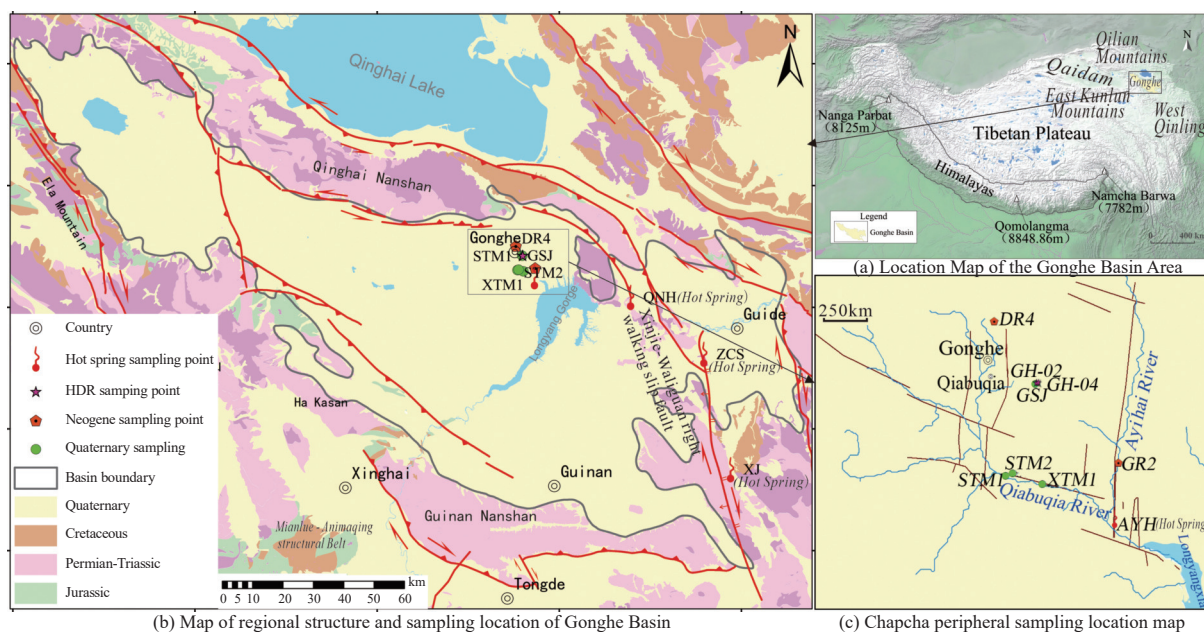 N
Qinghai Lake
Qinghai Nanshan
Ela Mountain
Gonghe
DR4
STM1
GSJ
STM2
XTM1
Longyang Gorge
QNH(Hot Spring)
Xinjie-Waliguan right
walking slip fault
Guide
ZCS
(Hot Spring)
XJ
(Hot Spring)
Ha Kasan
Xinghai
Guinan
Guinan Nanshan
Mianlue - Animaqing
structural Belt
Tongde
Country
Hot spring sampling point
HDR samping point
Neogene sampling point
Quaternary sampling
Basin boundary
Quaternary
Cretaceous
Permian-Triassic
Jurassic
km
0 5 10 20 30 40 50 60
(b) Map of regional structure and sampling location of Gonghe Basin
N
Qilian
Mountains
Qaidam
Gonghe
East Kunlun
Mountains
West
Qinling
Nanga Parbat
(8125m)
Tibetan Plateau
Himalayas
Namcha Barwa
(7782m)
Qomolangma
(8848.86m)
Legend
Gonghe Basin
0 400 km
(a) Location Map of the Gonghe Basin Area
250km
DR4
Gonghe
Qiabuqia
GH-02
GH-04
GSJ
Ayihai River
GR2
STM2
STM1
XTM1
Qiabuqia River
AYH(Hot Spring)
(c) Chapcha peripheral sampling location map